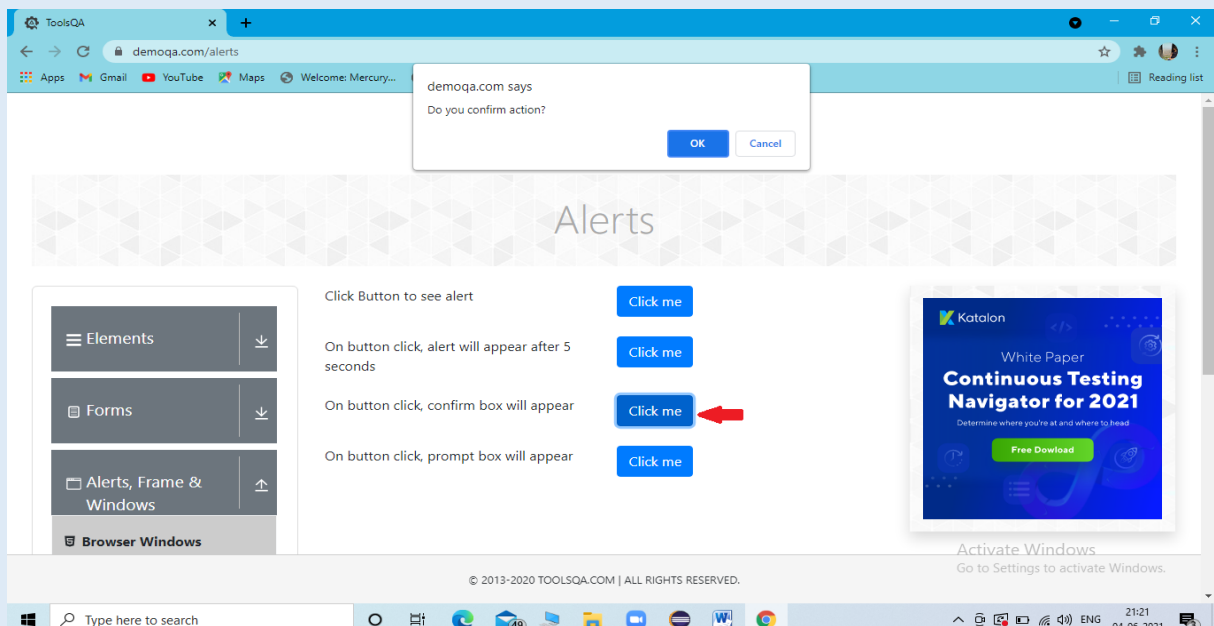 ToolsQA
demoqa.com/alerts
Apps Gmail YouTube Maps Welcome: Mercury... Reading list
demoqa.com says
Do you confirm action?
OK Cancel
Alerts
Elements
Forms
Alerts, Frame &
Windows
Browser Windows
Click Button to see alert Click me
On button click, alert will appear after 5
seconds
Click me
On button click, confirm box will appear Click me
On button click, prompt box will appear Click me
Katalon
White Paper
Continuous Testing
Navigator for 2021
Determine where you're at and where to head
Free Dowload
Activate Windows
Go to Settings to activate Windows.
© 2013-2020 TOOLSQA.COM | ALL RIGHTS RESERVED.
Type here to search
49
W
ENG
21:21
04-06-2021